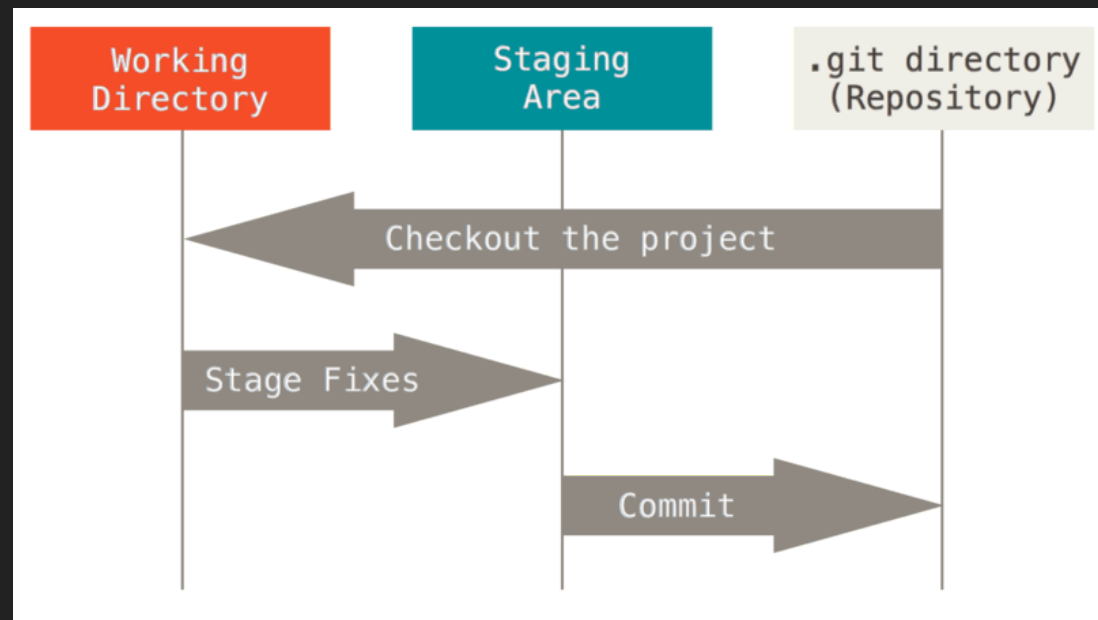 Working
Directory
Staging
Area
.git directory
(Repository)
Checkout the project
Stage Fixes
Commit